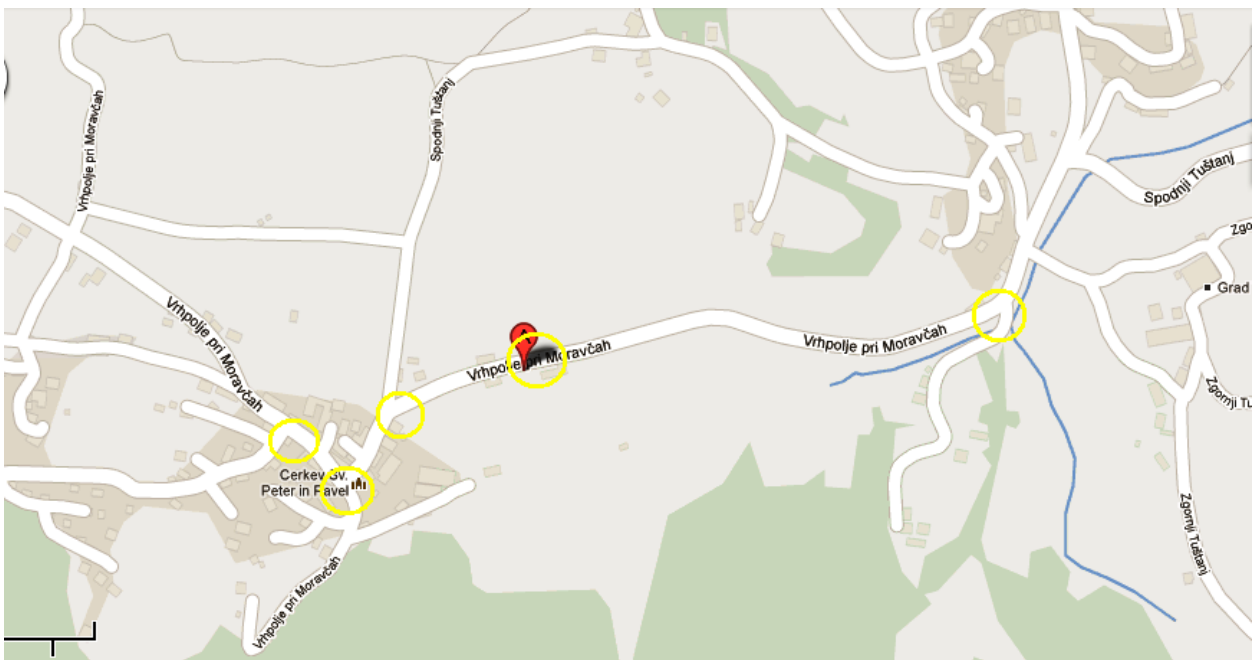 Vrhpolje pri Moravčah
Spodnji Tuštanj
Spodnji Tuštanj
Grad
Vrhpolje pri Moravčah
Vrhpolje pri Moravčah
A
Vrhpolje pri Moravčah
Zgornji
Cerkev Sv.
Peter in Pavel
Zgornji Tuštanj
Vrhpolje pri Moravčah